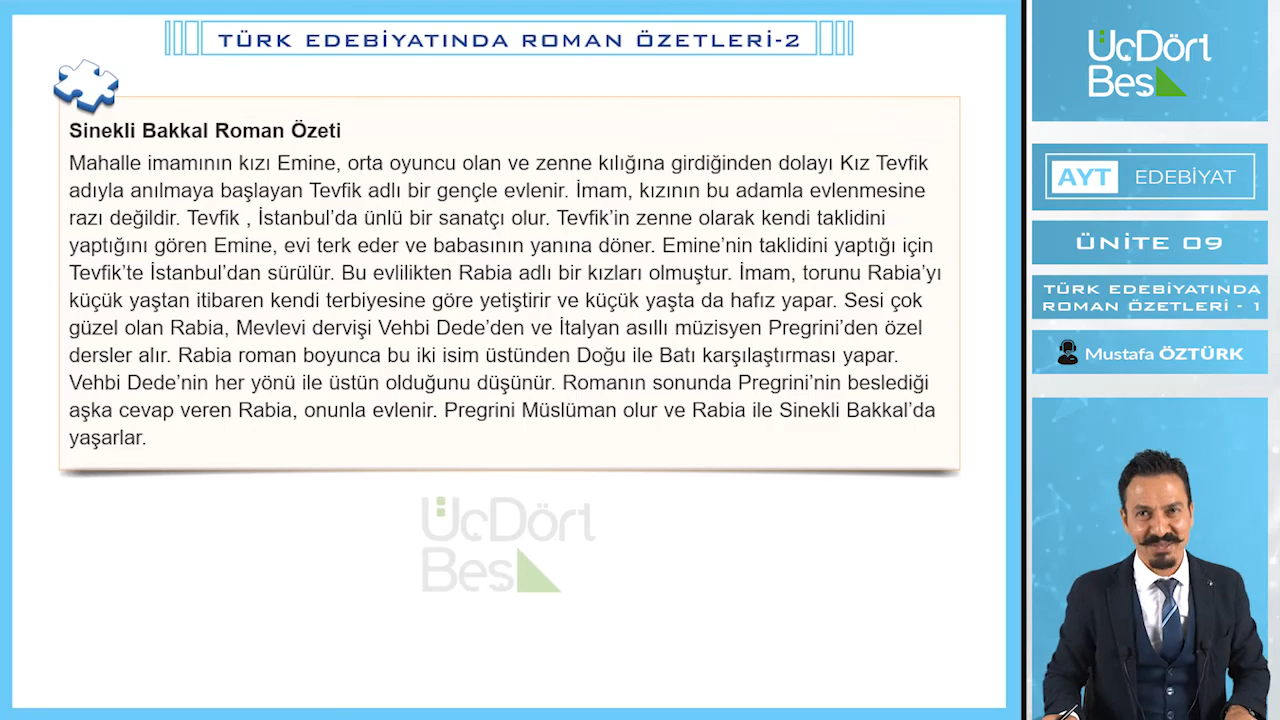 TÜRK EDEBİYATINDA ROMAN ÖZETLERİ-2
Sinekli Bakkal Roman Özeti
Mahalle imamının kızı Emine, orta oyuncu olan ve zenne kılığına girdiğinden dolayı Kız Tevfik
adıyla anılmaya başlayan Tevfik adlı bir gençle evlenir. İmam, kızının bu adamla evlenmesine
razı değildir. Tevfik , İstanbul’da ünlü bir sanatçı olur. Tevfik’in zenne olarak kendi taklidini
yaptığını gören Emine, evi terk eder ve babasının yanına döner. Emine’nin taklidini yaptığı için
Tevfik’te İstanbul’dan sürülür. Bu evlilikten Rabia adlı bir kızları olmuştur. İmam, torunu Rabia’yı
küçük yaştan itibaren kendi terbiyesine göre yetiştirir ve küçük yaşta da hafız yapar. Sesi çok
güzel olan Rabia, Mevlevi dervişi Vehbi Dede’den ve İtalyan asıllı müzisyen Pregrini’den özel
dersler alır. Rabia roman boyunca bu iki isim üstünden Doğu ile Batı karşılaştırması yapar.
Vehbi Dede’nin her yönü ile üstün olduğunu düşünür. Romanın sonunda Pregrini’nin beslediği
aşka cevap veren Rabia, onunla evlenir. Pregrini Müslüman olur ve Rabia ile Sinekli Bakkal’da
yaşarlar.
ÜçDört
Beş
ÜçDört
Beş
AYT EDEBİYAT
ÜNİTE 09
TÜRK EDEBİYATINDA
ROMAN ÖZETLERİ - 1
Mustafa ÖZTÜRK